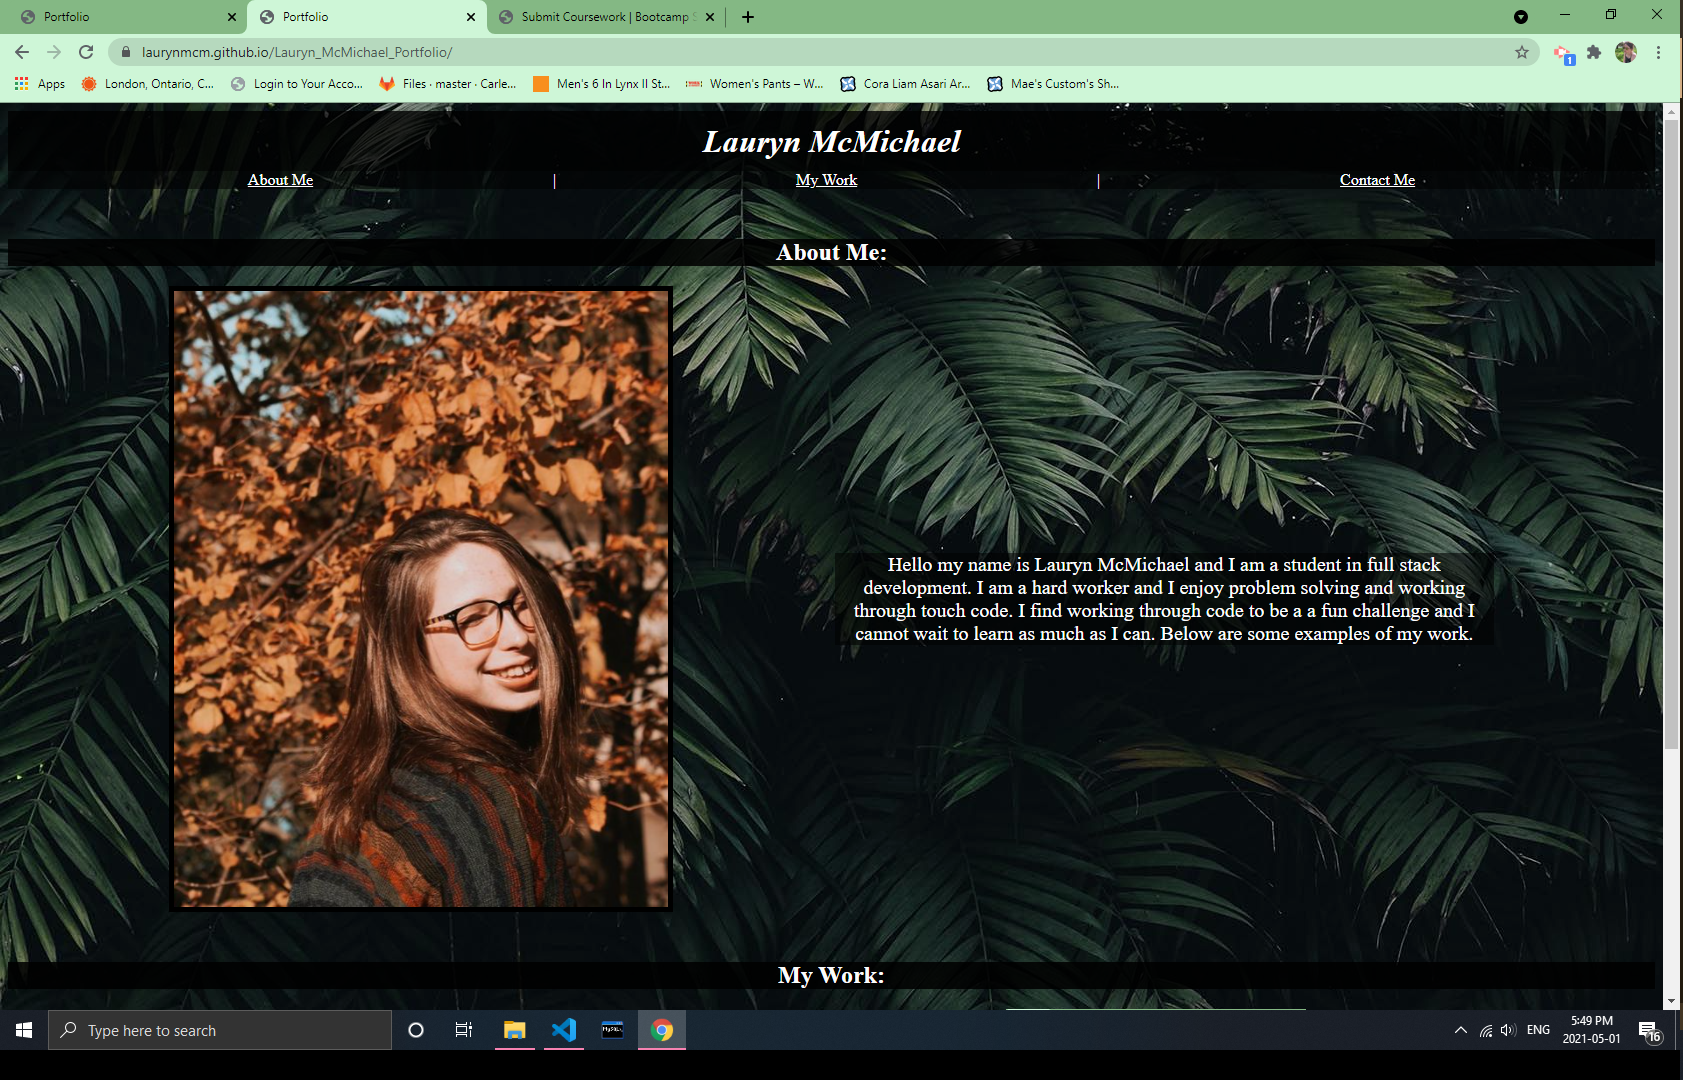 Portfolio
Portfolio
Submit Coursework | Bootcamp
laurynmcm.github.io/Lauryn_McMichael_Portfolio/
1
Apps
London, Ontario, C...
Login to Your Acco...
Files · master · Carle...
Men's 6 In Lynx II St...
Women's Pants – W...
Cora Liam Asari Ar...
Mae's Custom's Sh...
Lauryn McMichael
About Me | My Work | Contact Me
About Me:
Hello my name is Lauryn McMichael and I am a student in full stack
development. I am a hard worker and I enjoy problem solving and working
through touch code. I find working through code to be a a fun challenge and I
cannot wait to learn as much as I can. Below are some examples of my work.
My Work:
Type here to search
ENG
5:49 PM
2021-05-01
16